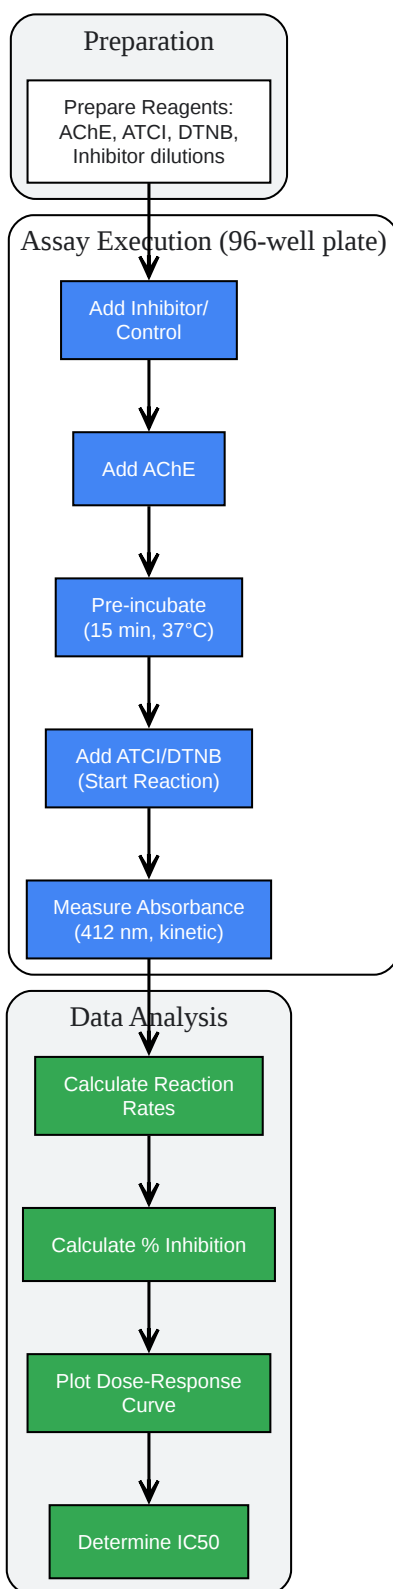 Preparation
Prepare Reagents:
AChE, ATCI, DTNB,
Inhibitor dilutions
Assay Execution (96-well plate)
Add Inhibitor/
Control
Add AChE
Pre-incubate
(15 min, 37°C)
Add ATCI/DTNB
(Start Reaction)
Measure Absorbance
(412 nm, kinetic)
Data Analysis
Calculate Reaction
Rates
Calculate % Inhibition
Plot Dose-Response
Curve
Determine IC50